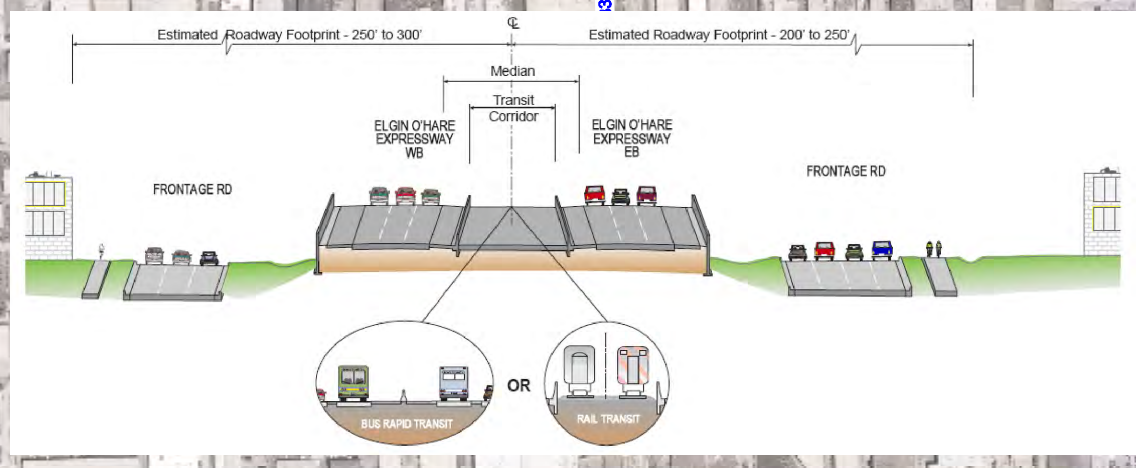 3
℄
Estimated Roadway Footprint - 250' to 300'
Estimated Roadway Footprint - 200' to 250'
Median
Transit
Corridor
ELGIN O'HARE
EXPRESSWAY
WB
ELGIN O'HARE
EXPRESSWAY
EB
FRONTAGE RD
FRONTAGE RD
BUS RAPID TRANSIT
OR
RAIL TRANSIT